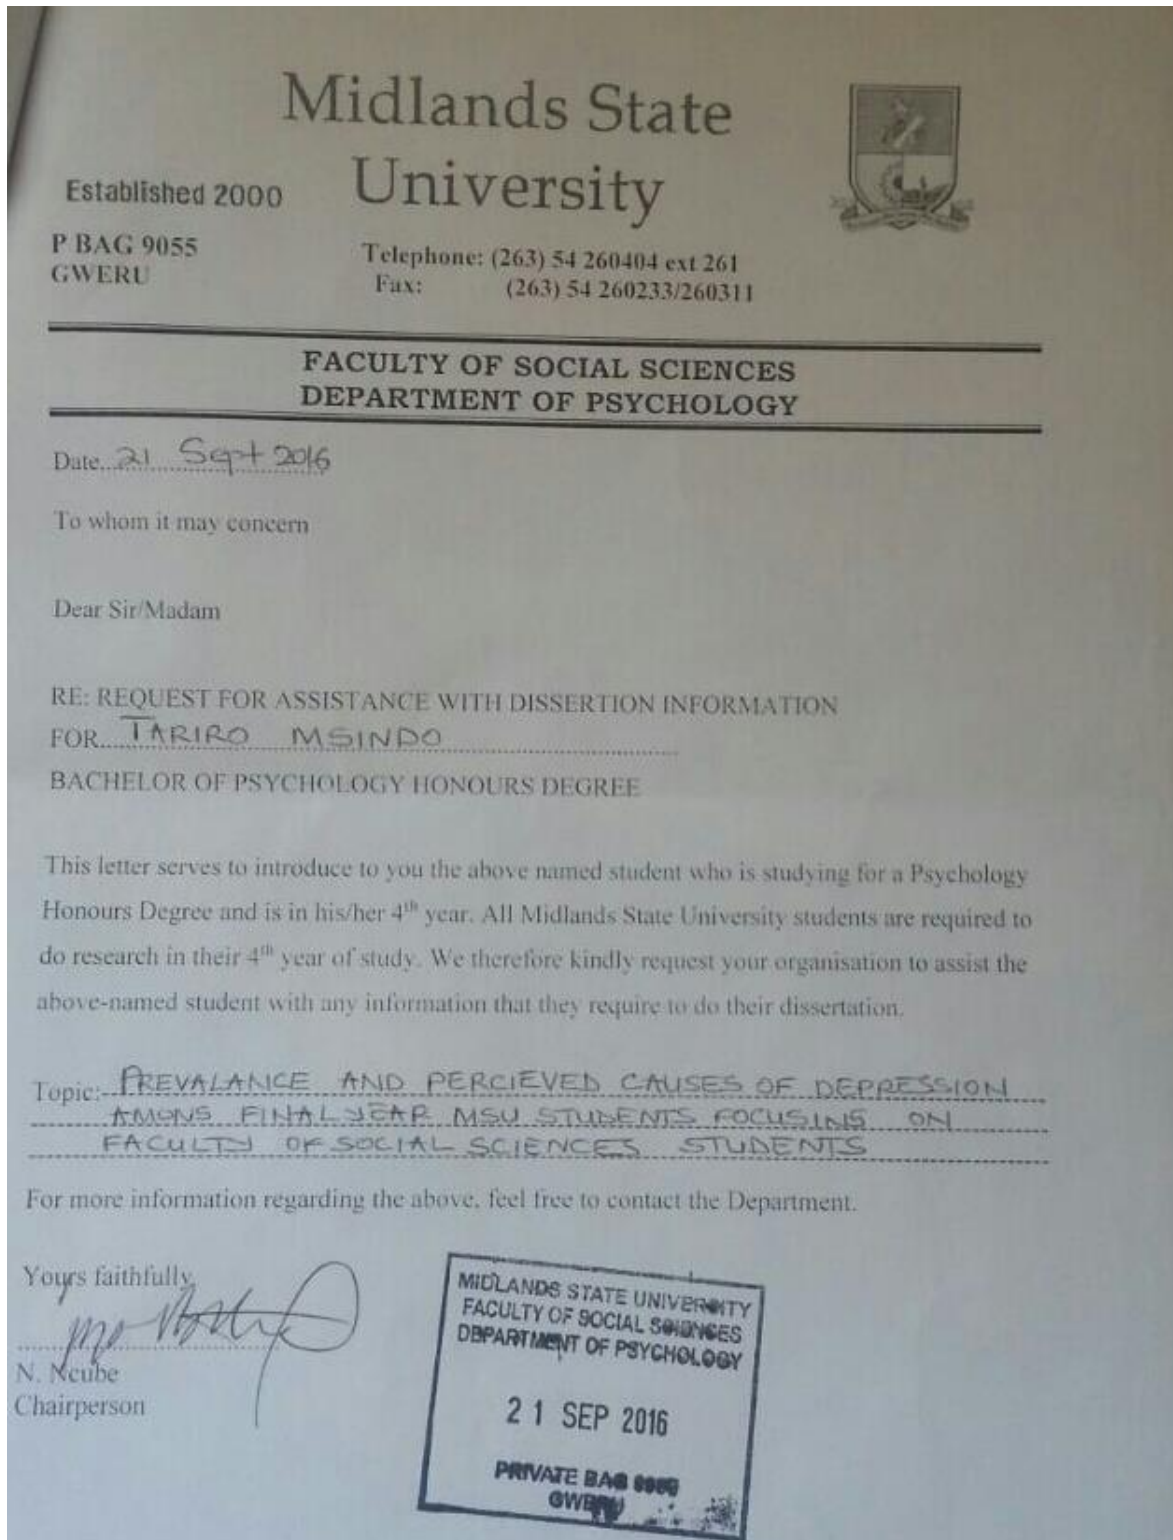 Midlands State
University
Established 2000
P BAG 9055
GWERU
Telephone: (263) 54 260404 ext 261
Fax: (263) 54 260233/260311
FACULTY OF SOCIAL SCIENCES
DEPARTMENT OF PSYCHOLOGY
Date 21 Sept 2016
To whom it may concern
Dear Sir/Madam
RE: REQUEST FOR ASSISTANCE WITH DISSERTION INFORMATION
FOR TARIRO MSINDO
BACHELOR OF PSYCHOLOGY HONOURS DEGREE
This letter serves to introduce to you the above named student who is studying for a Psychology
Honours Degree and is in his/her 4th year. All Midlands State University students are required to
do research in their 4th year of study. We therefore kindly request your organisation to assist the
above-named student with any information that they require to do their dissertation.
Topic: PREVALANCE AND PERCIEVED CAUSES OF DEPRESSION
AMONG FINAL YEAR MSU STUDENTS FOCUSING ON
FACULTY OF SOCIAL SCIENCES STUDENTS
For more information regarding the above, feel free to contact the Department.
Yours faithfully
N. Ncube
Chairperson
MIDLANDS STATE UNIVERSITY
FACULTY OF SOCIAL SCIENCES
DEPARTMENT OF PSYCHOLOGY
21 SEP 2016
PRIVATE BAG
GWERU